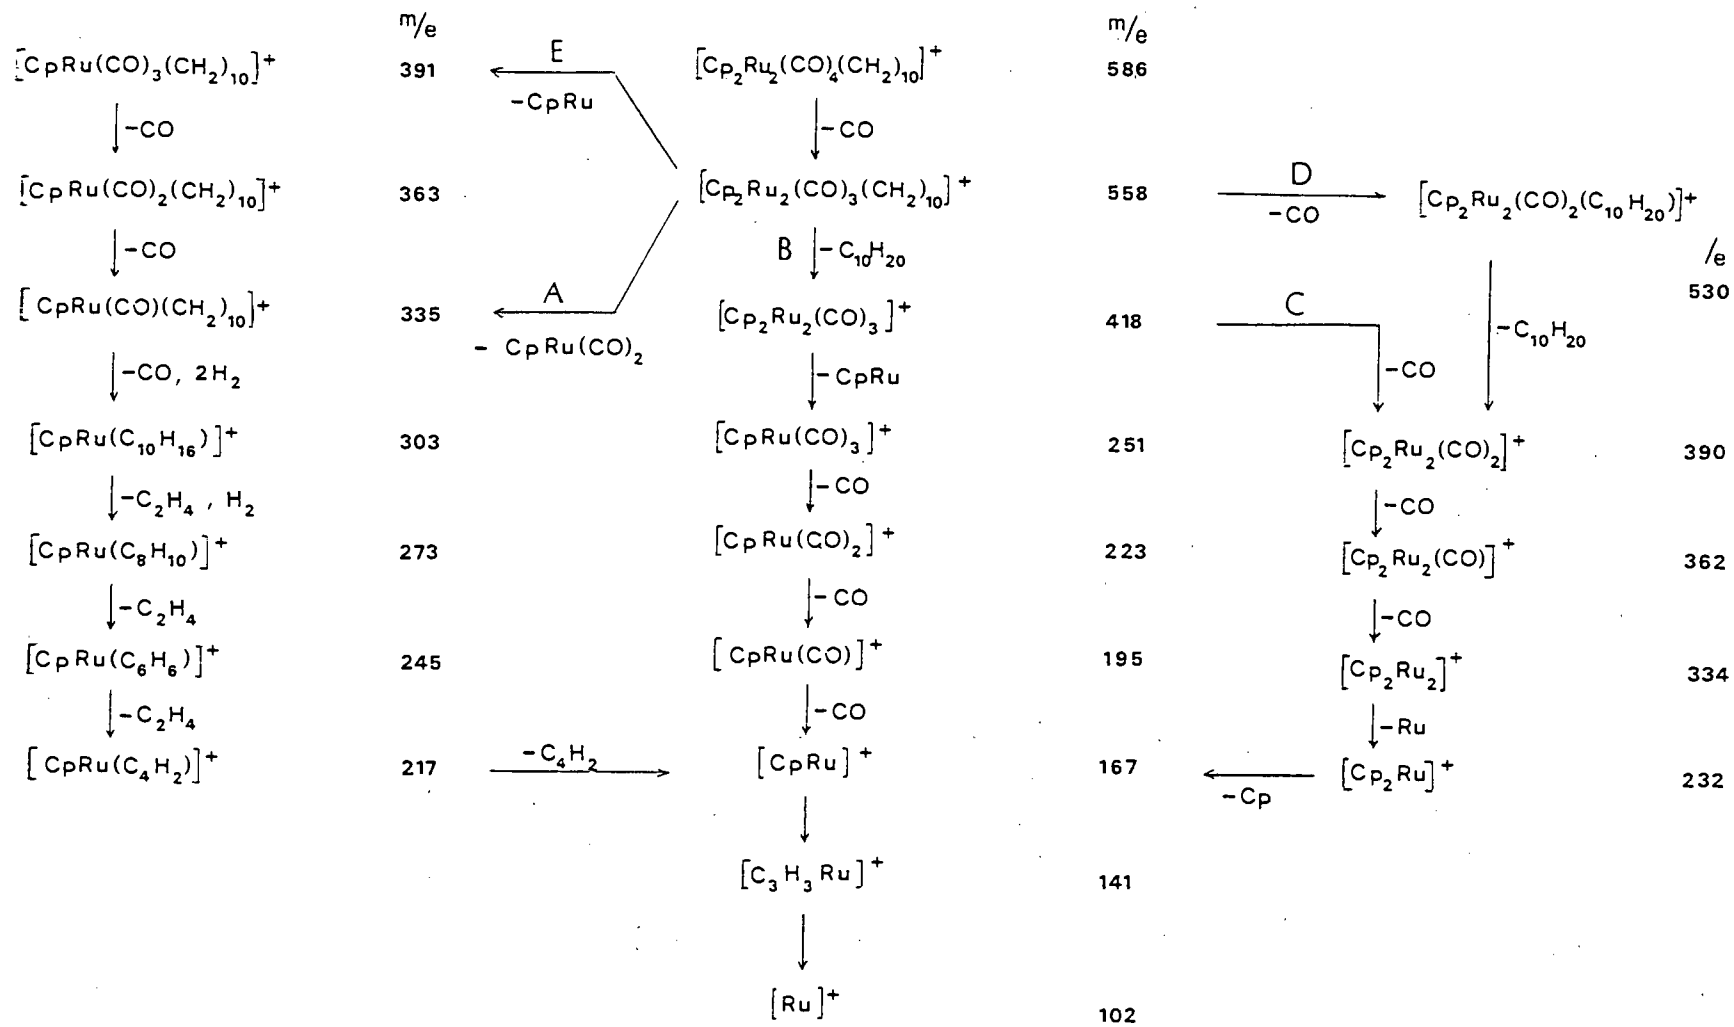 m/e
m/e
[CpRu(CO)₃(CH₂)₁₀]⁺ 391 E -CpRu [Cp₂Ru₂(CO)₄(CH₂)₁₀]⁺ 586
-CO -CO
[CpRu(CO)₂(CH₂)₁₀]⁺ 363 [Cp₂Ru₂(CO)₃(CH₂)₁₀]⁺ 558 D -CO [Cp₂Ru₂(CO)₂(C₁₀H₂₀)]⁺
/e
530
-CO B -C₁₀H₂₀
[CpRu(CO)(CH₂)₁₀]⁺ 335 A - CpRu(CO)₂ [Cp₂Ru₂(CO)₃]⁺ 418 C -CO -C₁₀H₂₀
-CO, 2H₂ -CpRu
[CpRu(C₁₀H₁₆)]⁺ 303 [CpRu(CO)₃]⁺ 251 [Cp₂Ru₂(CO)₂]⁺ 390
-C₂H₄ , H₂ -CO -CO
[CpRu(C₈H₁₀)]⁺ 273 [CpRu(CO)₂]⁺ 223 [Cp₂Ru₂(CO)]⁺ 362
-C₂H₄ -CO -CO
[CpRu(C₆H₆)]⁺ 245 [CpRu(CO)]⁺ 195 [Cp₂Ru₂]⁺ 334
-C₂H₄ -CO -Ru
[CpRu(C₄H₂)]⁺ 217 -C₄H₂ [CpRu]⁺ 167 -Cp [Cp₂Ru]⁺ 232
[C₃H₃Ru]⁺ 141
[Ru]⁺ 102